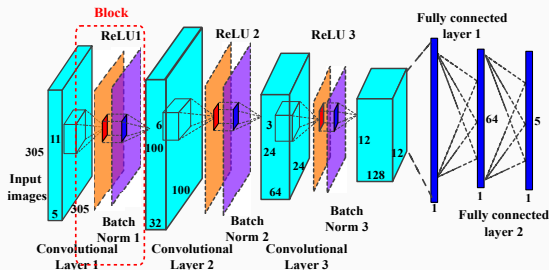 Block
Fully connected
layer 1
ReLU1
ReLU 2
ReLU 3
11
6
3
305
100
24
24
12
12
64
5
Input
images
305
100
64
128
5
32
1
1
1
Batch
Norm 1
Batch
Norm 2
Batch
Norm 3
Fully connected
layer 2
Convolutional
Layer 1
Convolutional
Layer 2
Convolutional
Layer 3